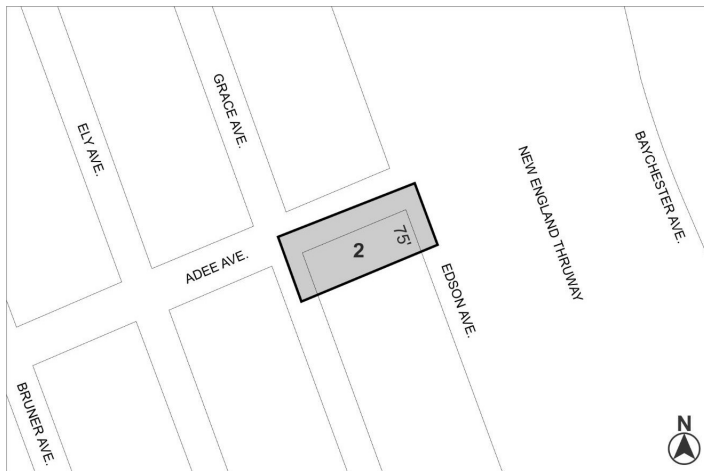 ELY AVE.
GRACE AVE.
NEW ENGLAND THRUWAY
BAYCHESTER AVE.
75'
2
ADEE AVE.
EDSON AVE.
BRUNER AVE.
N